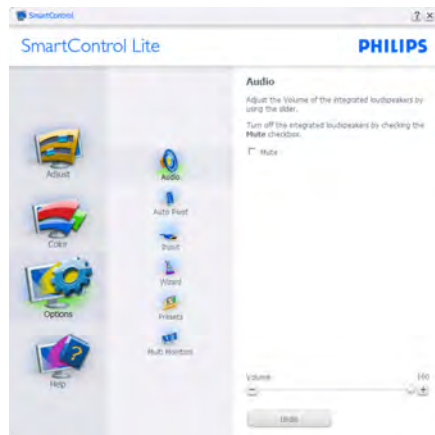 SmartControl
? ×
SmartControl Lite
PHILIPS
Audio
Adjust the Volume of the integrated loudspeakers by
using the slider.
Turn off the integrated loudspeakers by checking the
Mute checkbox.
Mute
Adjust
Color
Options
Help
Audio
Auto Pivot
Input
Wizard
Presets
Multi Monitors
Volume
100
Undo